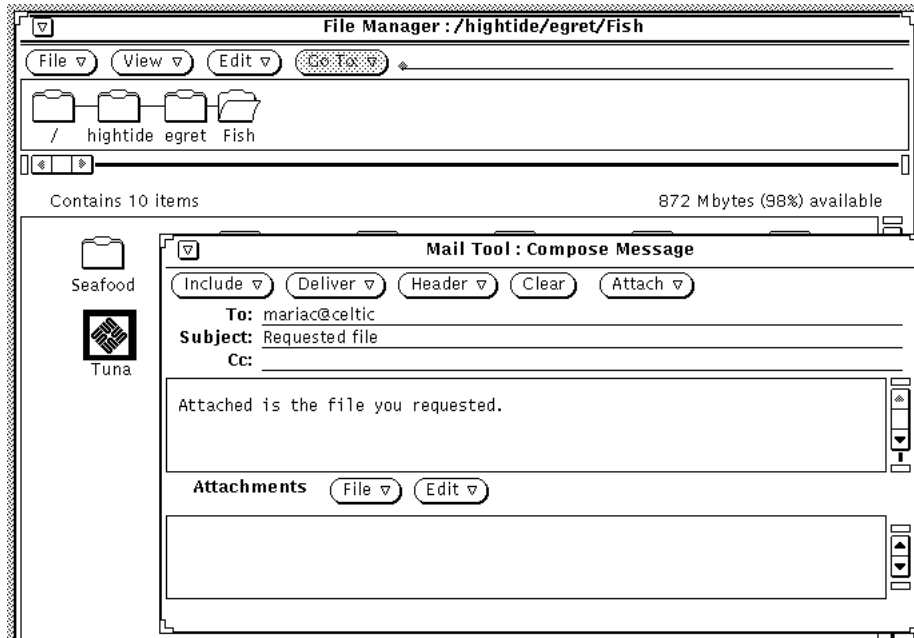 File Manager : /hightide/egret/Fish
File View Edit Go To:
/ hightide egret Fish
Contains 10 items 872 Mbytes (98%) available
Seafood
Tuna
Mail Tool : Compose Message
Include Deliver Header Clear Attach
To: mariac@celtic
Subject: Requested file
Cc:
Attached is the file you requested.
Attachments File Edit